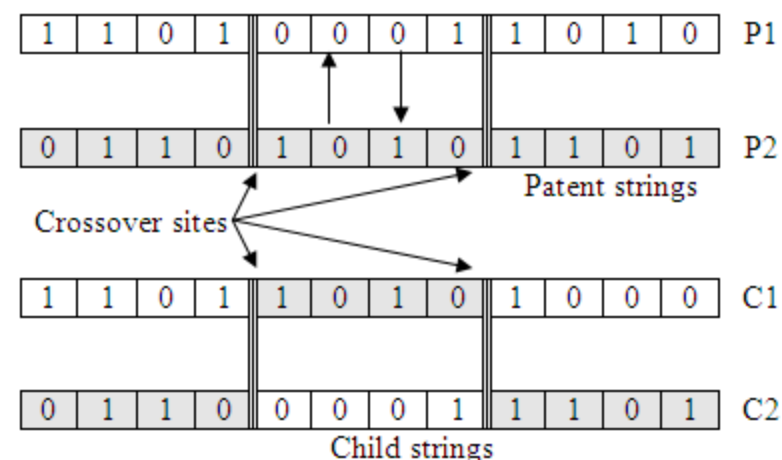 1 1 0 1 0 0 0 1 1 0 1 0 P1
0 1 1 0 1 0 1 0 1 1 0 1 P2
Patent strings
Crossover sites
1 1 0 1 1 0 1 0 1 0 0 0 C1
0 1 1 0 0 0 0 1 1 1 0 1 C2
Child strings